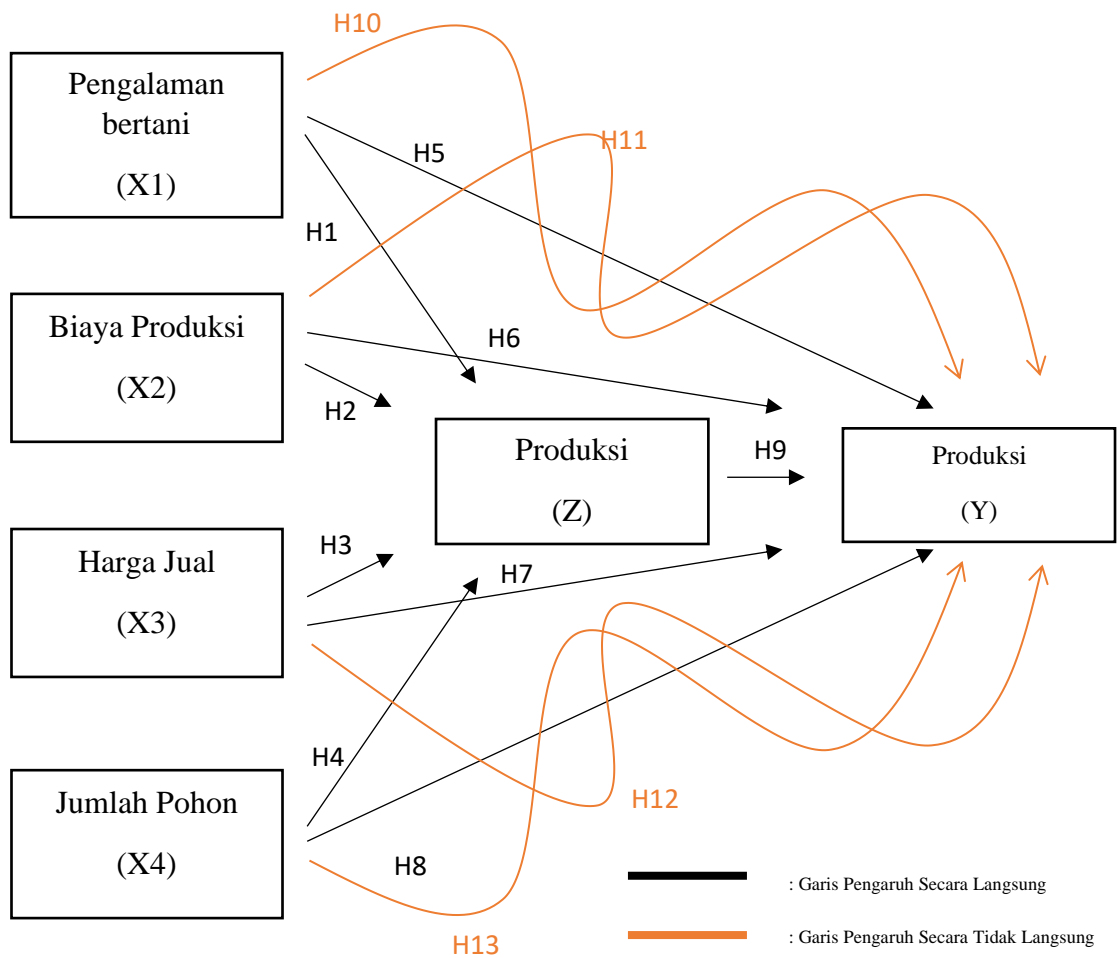 H10
Pengalaman
bertani
(X1)
H5
H11
H1
Biaya Produksi
(X2)
H6
H2
Produksi
(Z)
H9
Produksi
(Y)
Harga Jual
(X3)
H3
H7
H4
Jumlah Pohon
(X4)
H12
H8
H13
: Garis Pengaruh Secara Langsung
: Garis Pengaruh Secara Tidak Langsung